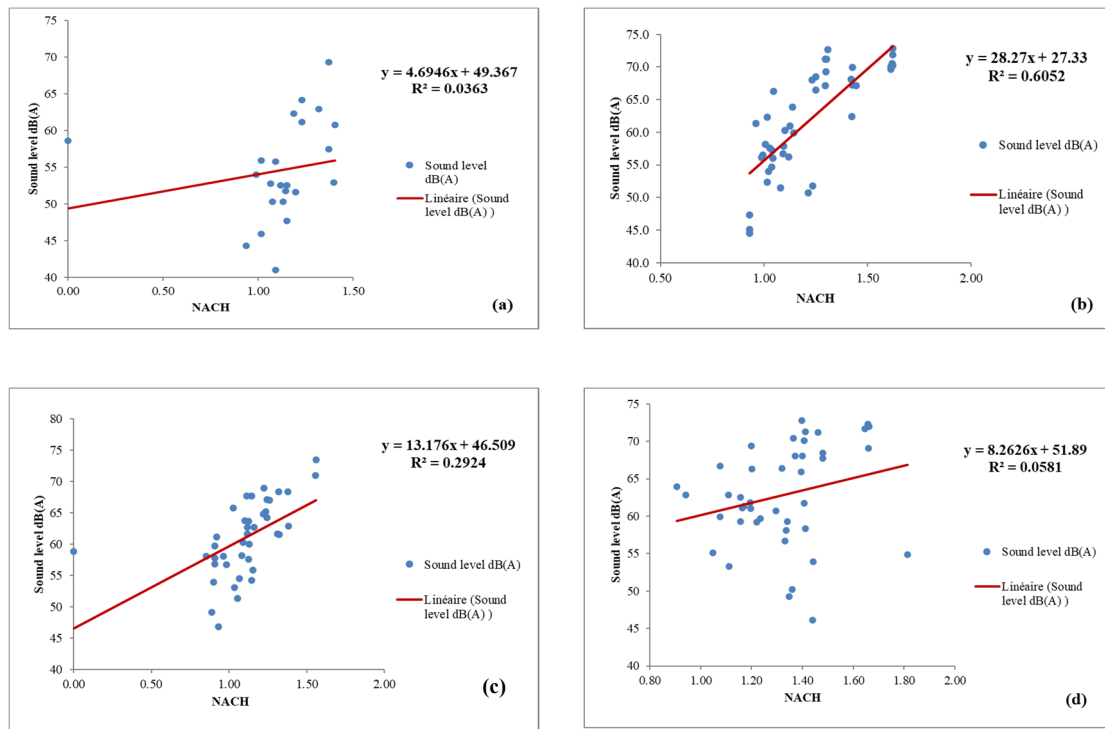 75
70
65
60
55
50
45
40
0.00
0.50
1.00
1.50
Sound level dB(A)
NACH
y = 4.6946x + 49.367
R² = 0.0363
Sound level
dB(A)
Linéaire (Sound
level dB(A) )
(a)
75.0
70.0
65.0
60.0
55.0
50.0
45.0
40.0
0.50
1.00
1.50
2.00
Sound level dB(A)
NACH
y = 28.27x + 27.33
R² = 0.6052
Sound level dB(A)
Linéaire (Sound
level dB(A) )
(b)
80
75
70
65
60
55
50
45
40
0.00
0.50
1.00
1.50
2.00
Sound level dB(A)
NACH
y = 13.176x + 46.509
R² = 0.2924
Sound level dB(A)
Linéaire (Sound
level dB(A) )
(c)
75
70
65
60
55
50
45
40
0.80
1.00
1.20
1.40
1.60
1.80
2.00
Sound level dB(A)
NACH
y = 8.2626x + 51.89
R² = 0.0581
Sound level dB(A)
Linéaire (Sound
level dB(A) )
(d)